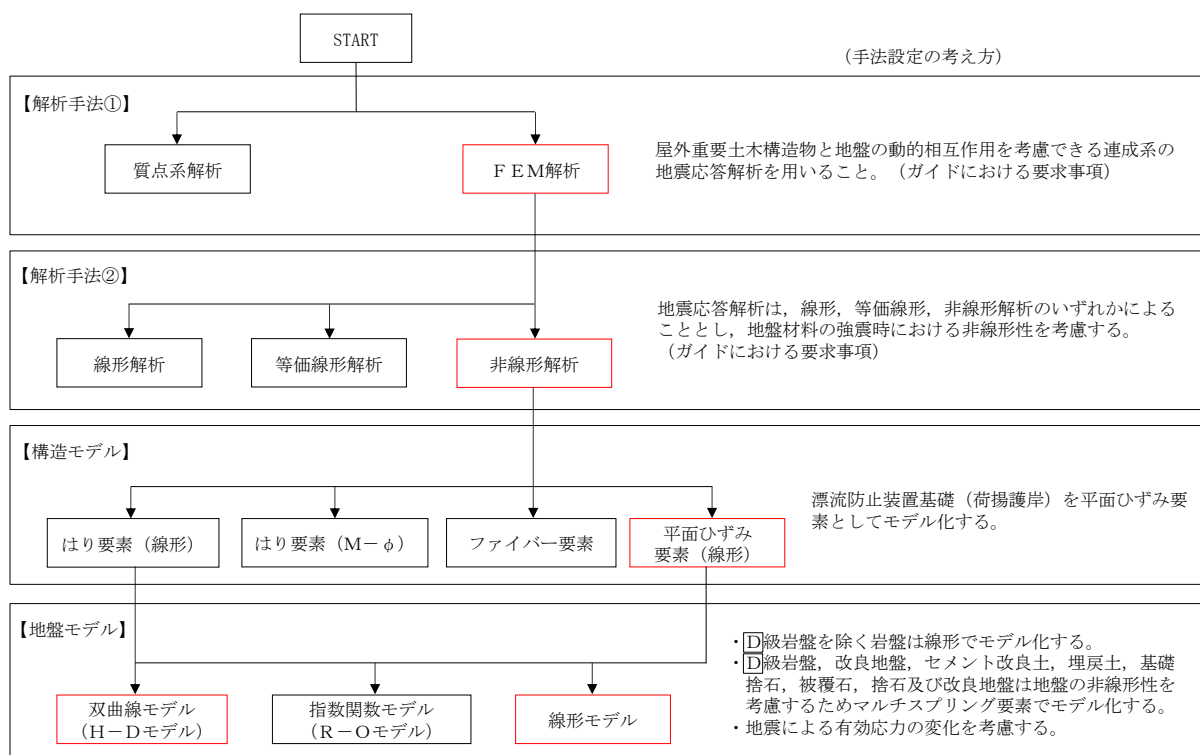 START
(手法設定の考え方)
【解析手法①】
質点系解析
FEM解析
屋外重要土木構造物と地盤の動的相互作用を考慮できる連成系の
地震応答解析を用いること。(ガイドにおける要求事項)
【解析手法②】
線形解析
等価線形解析
非線形解析
地震応答解析は,線形,等価線形,非線形解析のいずれかによる
こととし,地盤材料の強震時における非線形性を考慮する。
(ガイドにおける要求事項)
【構造モデル】
はり要素(線形)
はり要素(M-φ)
ファイバー要素
平面ひずみ
要素(線形)
漂流防止装置基礎(荷揚護岸)を平面ひずみ要
素としてモデル化する。
【地盤モデル】
双曲線モデル
(H-Dモデル)
指数関数モデル
(R-Oモデル)
線形モデル
・D級岩盤を除く岩盤は線形でモデル化する。
・D級岩盤,改良地盤,セメント改良土,埋戻土,基礎
捨石,被覆石,捨石及び改良地盤は地盤の非線形性を
考慮するためマルチスプリング要素でモデル化する。
・地震による有効応力の変化を考慮する。